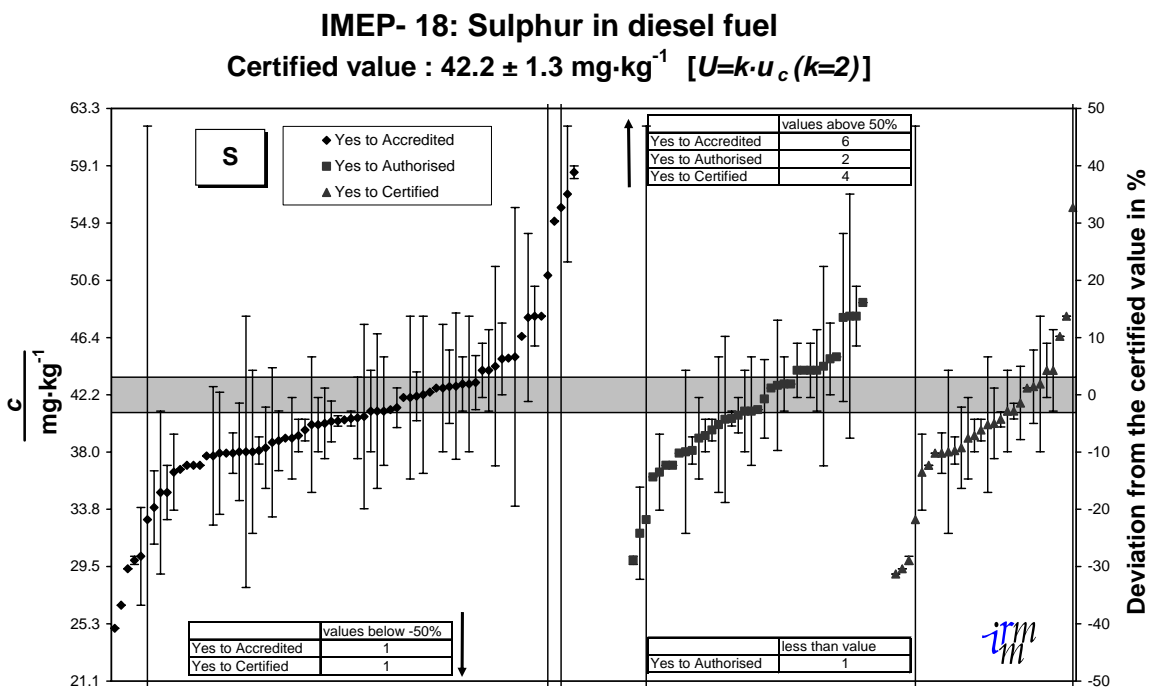 IMEP- 18: Sulphur in diesel fuel
Certified value : 42.2 ± 1.3 mg·kg⁻¹ [U=k·u c (k=2)]
63.3
59.1
54.9
50.6
46.4
42.2
38.0
33.8
29.5
25.3
21.1
c
mg·kg⁻¹
S
Yes to Accredited
Yes to Authorised
Yes to Certified
values above 50%
Yes to Accredited 6
Yes to Authorised 2
Yes to Certified 4
values below -50%
Yes to Accredited 1
Yes to Certified 1
less than value
Yes to Authorised 1
irmm
50
40
30
20
10
0
-10
-20
-30
-40
-50
Deviation from the certified value in %